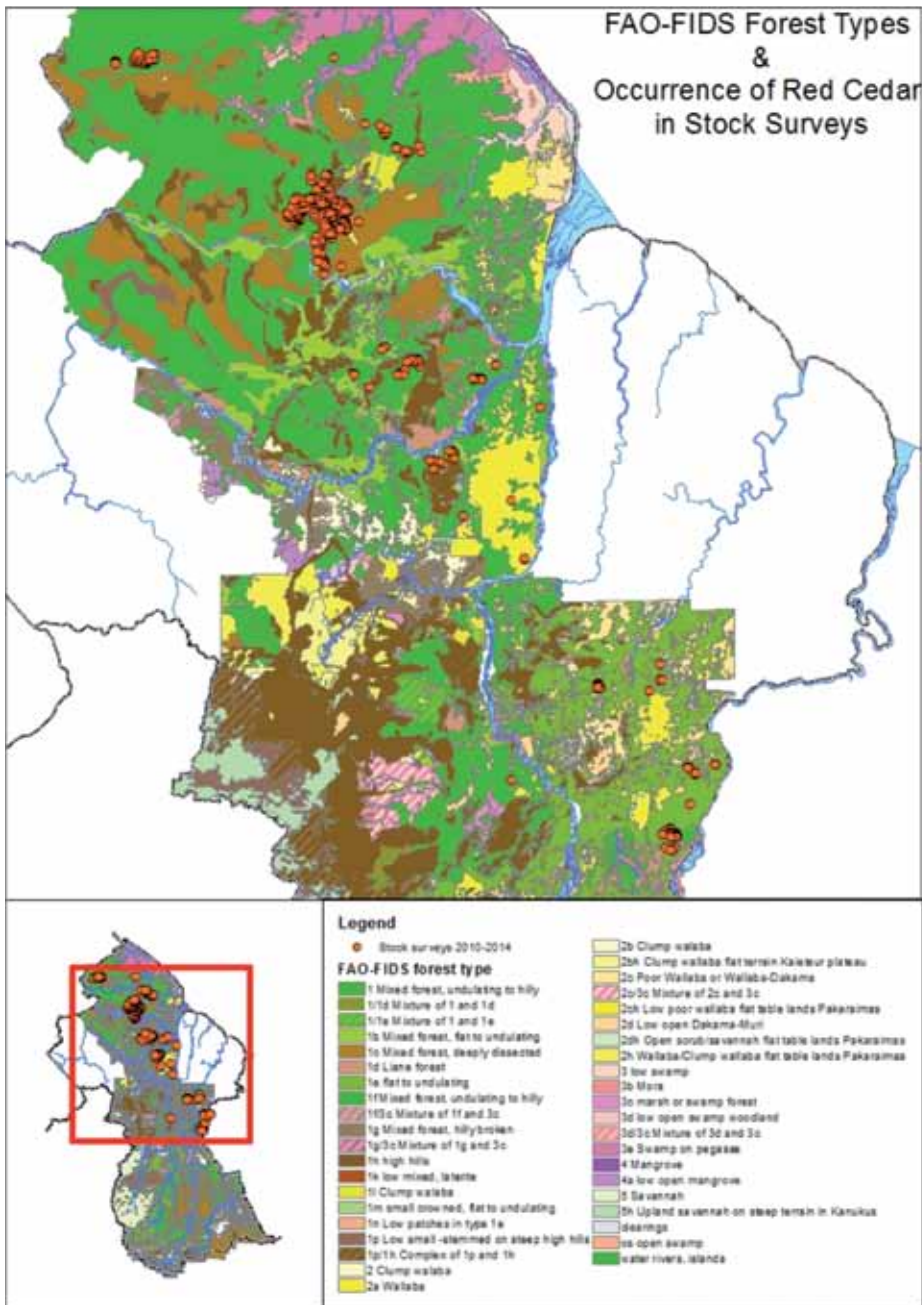 FAO-FIDS Forest Types
&
Occurrence of Red Cedar
in Stock Surveys
Legend
Stock surveys 2010-2014
FAO-FIDS forest type
1 Mixed forest, undulating to hilly
1/1d Mixture of 1 and 1d
1/1e Mixture of 1 and 1e
1b Mixed forest, flat to undulating
1c Mixed forest, deeply dissected
1d Liane forest
1e flat to undulating
1f Mixed forest, undulating to hilly
1f/3c Mixture of 1f and 3c
1g Mixed forest, hilly broken
1g/3c Mixture of 1g and 3c
1h high hills
1k low mixed, laterite
1l Clump walaba
1m small crowned, flat to undulating
1n Low patches in type 1e
1p Low small-stemmed on steep high hills
1p/1h Complex of 1p and 1h
2 Clump walaba
2a Wallaba
2b Clump walaba
2bh Clump wallaba flat terrain Kaieteur plateau
2c Poor Wallaba or Wallaba-Dakama
2c/3c Mixture of 2c and 3c
2ch Low poor wallaba flat table lands Pakaraimas
2d Low open Dakama-Muri
2dh Open scrub/savannah flat table lands Pakaraimas
2h Wallaba/Clump wallaba flat table lands Pakaraimas
3 low swamp
3b Mora
3c marsh or swamp forest
3d low open swamp woodland
3d/3c Mixture of 3d and 3c
3e Swamp on pegasse
4 Mangrove
4a low open mangrove
5 Savannah
5h Upland savannah on steep terrain in Kanukus
clearings
os open swamp
water rivers, islands